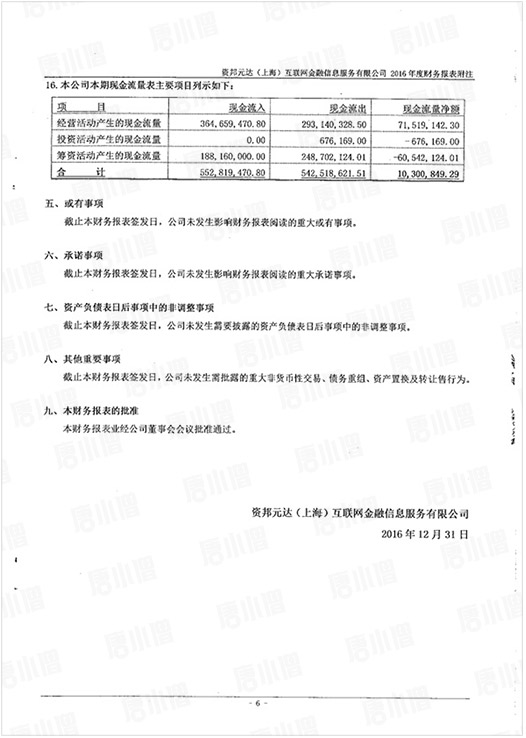 资邦元达（上海）互联网金融信息服务有限公司 2016 年度财务报表附注
16.本公司本期现金流量表主要项目列示如下：
项 目 现金流入 现金流出 现金流量净额
经营活动产生的现金流量 364,659,470.80 293,140,328.50 71,519,142.30
投资活动产生的现金流量 0.00 676,169.00 -676,169.00
筹资活动产生的现金流量 188,160,000.00 248,702,124.01 -60,542,124.01
合 计 552,819,470.80 542,518,621.51 10,300,849.29
五、或有事项
截止本财务报表签发日，公司未发生影响财务报表阅读的重大或有事项。
六、承诺事项
截止本财务报表签发日，公司未发生影响财务报表阅读的重大承诺事项。
七、资产负债表日后事项中的非调整事项
截止本财务报表签发日，公司未发生需要披露的资产负债表日后事项中的非调整事项。
八、其他重要事项
截止本财务报表签发日，公司未发生需批露的重大非货币性交易、债务重组、资产置换及转让售行为。
九、本财务报表的批准
本财务报表业经公司董事会会议批准通过。
资邦元达（上海）互联网金融信息服务有限公司
2016 年 12 月 31 日
- 6 -
唐小僧